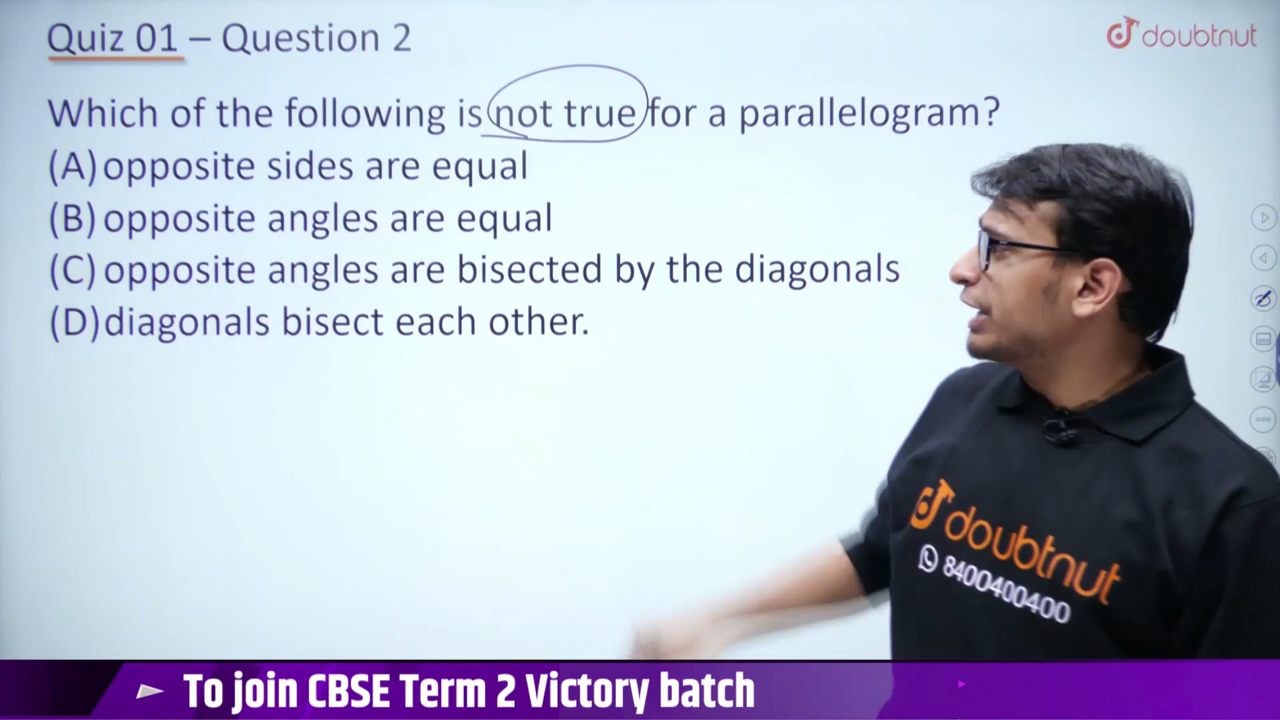 Quiz 01 – Question 2
doubtnut
Which of the following is not true for a parallelogram?
(A) opposite sides are equal
(B) opposite angles are equal
(C) opposite angles are bisected by the diagonals
(D) diagonals bisect each other.
doubtnut
8400400400
To join CBSE Term 2 Victory batch